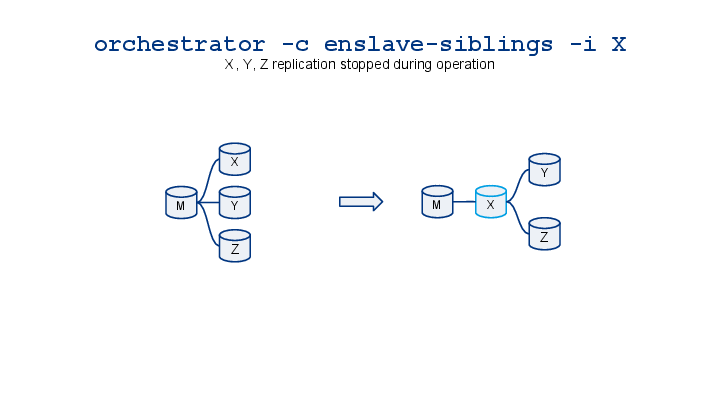 orchestrator -c enslave-siblings -i X
X, Y, Z replication stopped during operation
X
Y
M
Y
M
X
Z
Z